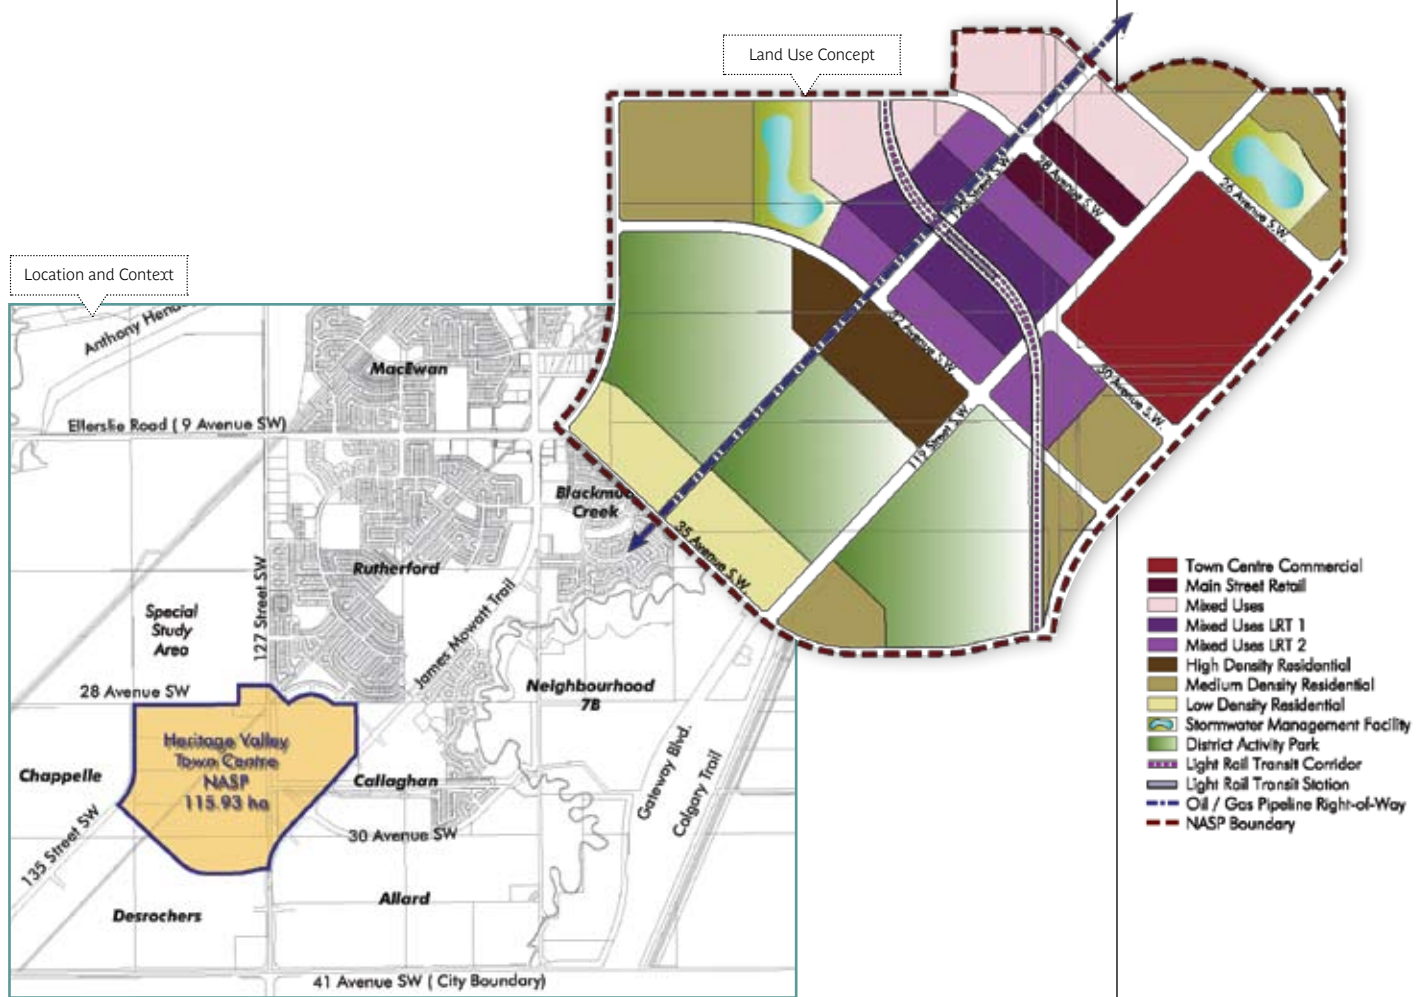 Land Use Concept
28 Avenue S.W.
26 Avenue S.W.
32 Avenue S.W.
30 Avenue S.W.
119 Street S.W.
35 Avenue S.W.
Town Centre Commercial
Main Street Retail
Mixed Uses
Mixed Uses LRT 1
Mixed Uses LRT 2
High Density Residential
Medium Density Residential
Low Density Residential
Stormwater Management Facility
District Activity Park
Light Rail Transit Corridor
Light Rail Transit Station
Oil / Gas Pipeline Right-of-Way
NASP Boundary
Location and Context
Anthony
MacEwan
Ellerslie Road ( 9 Avenue SW)
Creek
Rutherford
127 Street SW
James Mowatt Trail
Special
Study
Area
Neighbourhood
7B
28 Avenue SW
Heritage Valley
Town Centre
NASP
115.93 ha
Chappelle
Callaghan
Gateway Blvd.
Calgary Trail
135 Street SW
30 Avenue SW
Allard
Desrochers
41 Avenue SW ( City Boundary)